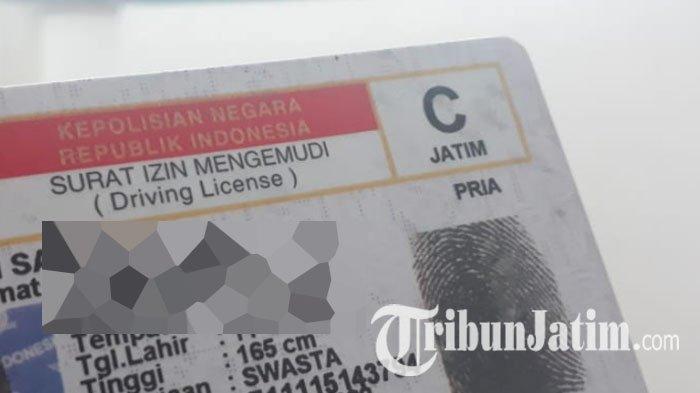 KEPOLISIAN NEGARA
REPUBLIK INDONESIA
SURAT IZIN MENGEMUDI
( Driving License )
C
JATIM
PRIA
Tgl.Lahir :
Tinggi : 165 cm
: SWASTA
TribunJatim.com